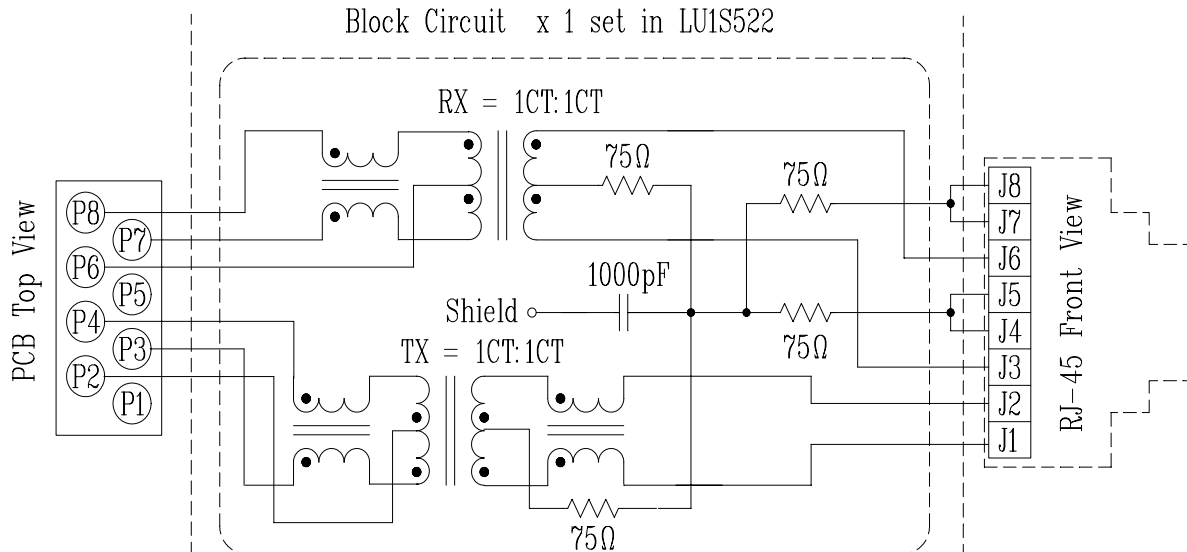 Block Circuit x 1 set in LU1S522
RX = 1CT:1CT
75Ω
75Ω
PCB Top View
P8
P7
P6
P5
P4
P3
P2
P1
1000pF
Shield
75Ω
TX = 1CT:1CT
75Ω
J8
J7
J6
J5
J4
J3
J2
J1
RJ-45 Front View